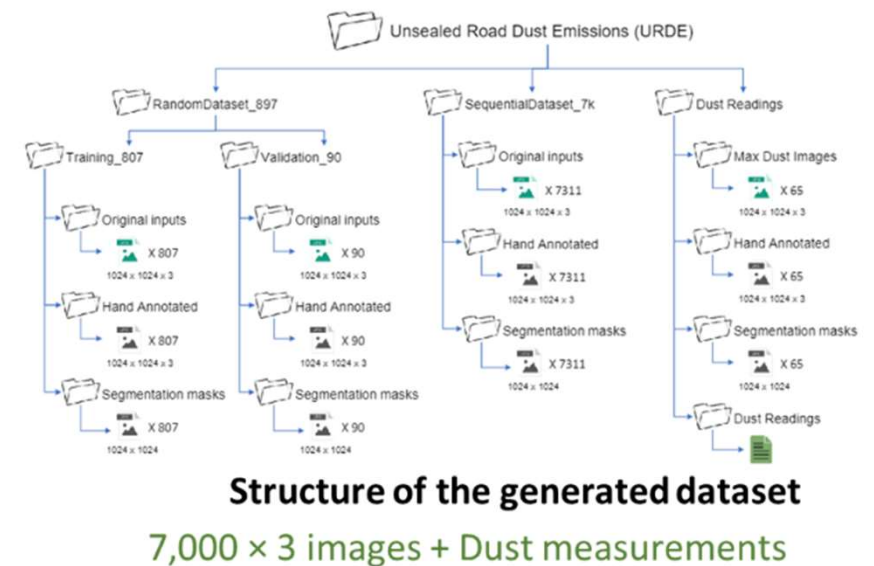 Unsealed Road Dust Emissions (URDE)
RandomDataset_897
SequentialDataset_7k
Dust Readings
Training_807
Validation_90
Original inputs
Max Dust Images
X 7311
X 65
1024 x 1024 x 3
1024 x 1024 x 3
Original inputs
Original inputs
Hand Annotated
Hand Annotated
X 807
X 90
X 7311
X 65
1024 x 1024 x 3
1024 x 1024 x 3
1024 x 1024 x 3
1024 x 1024 x 3
Hand Annotated
Hand Annotated
Segmentation masks
Segmentation masks
X 807
X 90
X 7311
X 65
1024 x 1024 x 3
1024 x 1024 x 3
1024 x 1024
1024 x 1024
Segmentation masks
Segmentation masks
Dust Readings
X 807
X 90
1024 x 1024
1024 x 1024
Structure of the generated dataset
7,000 × 3 images + Dust measurements